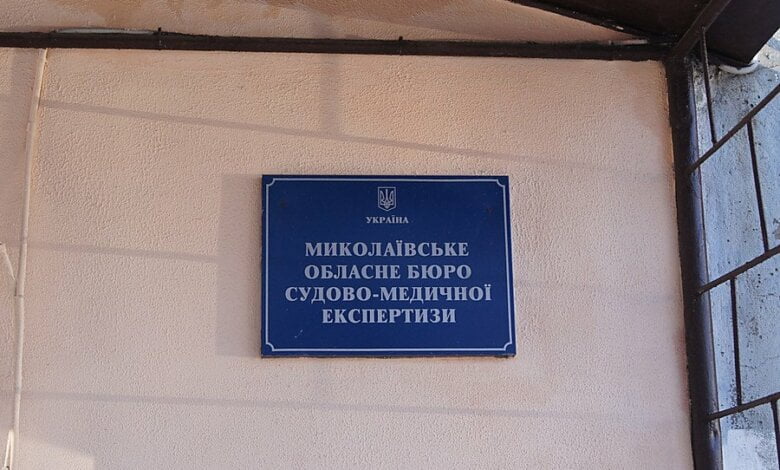 УКРАЇНА
МИКОЛАЇВСЬКЕ
ОБЛАСНЕ БЮРО
СУДОВО-МЕДИЧНОЇ
ЕКСПЕРТИЗИ